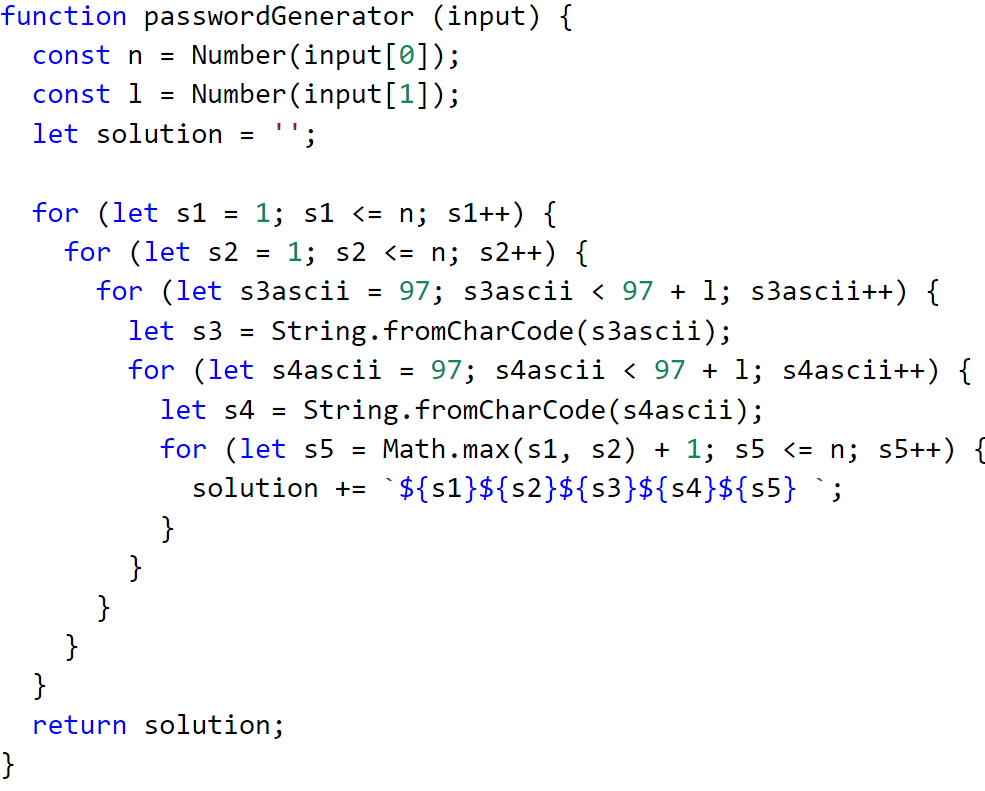 function passwordGenerator (input) {
  const n = Number(input[0]);
  const l = Number(input[1]);
  let solution = '';

  for (let s1 = 1; s1 <= n; s1++) {
    for (let s2 = 1; s2 <= n; s2++) {
      for (let s3ascii = 97; s3ascii < 97 + l; s3ascii++) {
        let s3 = String.fromCharCode(s3ascii);
        for (let s4ascii = 97; s4ascii < 97 + l; s4ascii++) {
          let s4 = String.fromCharCode(s4ascii);
          for (let s5 = Math.max(s1, s2) + 1; s5 <= n; s5++) {
            solution += `${s1}${s2}${s3}${s4}${s5} `;
          }
        }
      }
    }
  }
  return solution;
}